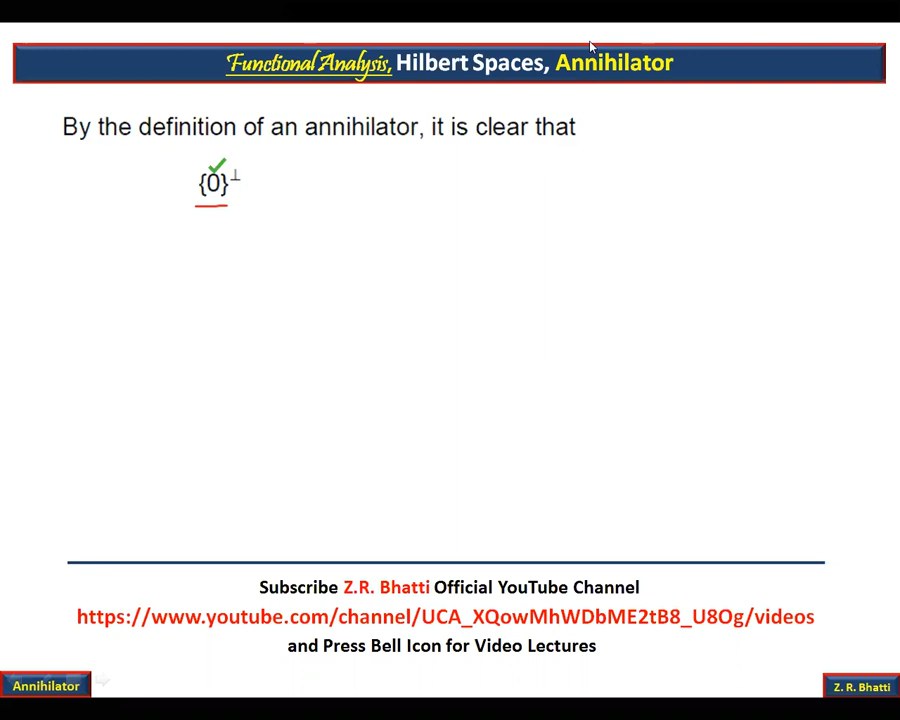 Functional Analysis, Hilbert Spaces, Annihilator
By the definition of an annihilator, it is clear that
{0}⊥
Subscribe Z.R. Bhatti Official YouTube Channel
https://www.youtube.com/channel/UCA_XQowMhWDbME2tB8_U8Og/videos
and Press Bell Icon for Video Lectures
Annihilator
Z. R. Bhatti